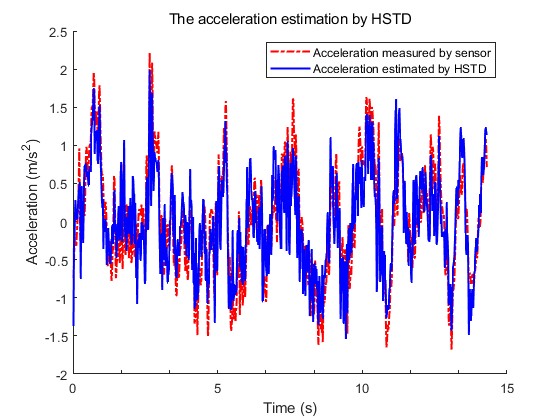 The acceleration estimation by HSTD
Acceleration measured by sensor
Acceleration estimated by HSTD
Acceleration (m/s²)
2.5
2
1.5
1
0.5
0
-0.5
-1
-1.5
-2
0 5 10 15
Time (s)